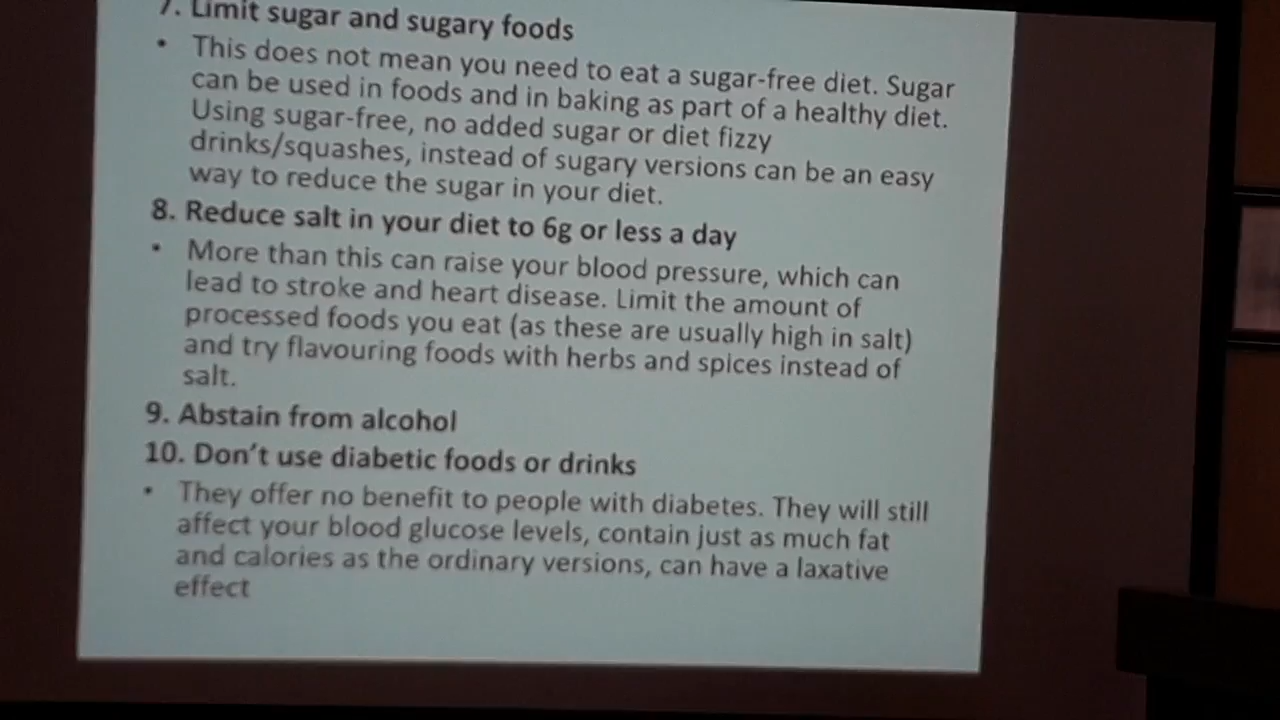 7. Limit sugar and sugary foods
• This does not mean you need to eat a sugar-free diet. Sugar
can be used in foods and in baking as part of a healthy diet.
Using sugar-free, no added sugar or diet fizzy
drinks/squashes, instead of sugary versions can be an easy
way to reduce the sugar in your diet.
8. Reduce salt in your diet to 6g or less a day
• More than this can raise your blood pressure, which can
lead to stroke and heart disease. Limit the amount of
processed foods you eat (as these are usually high in salt)
and try flavouring foods with herbs and spices instead of
salt.
9. Abstain from alcohol
10. Don't use diabetic foods or drinks
• They offer no benefit to people with diabetes. They will still
affect your blood glucose levels, contain just as much fat
and calories as the ordinary versions, can have a laxative
effect